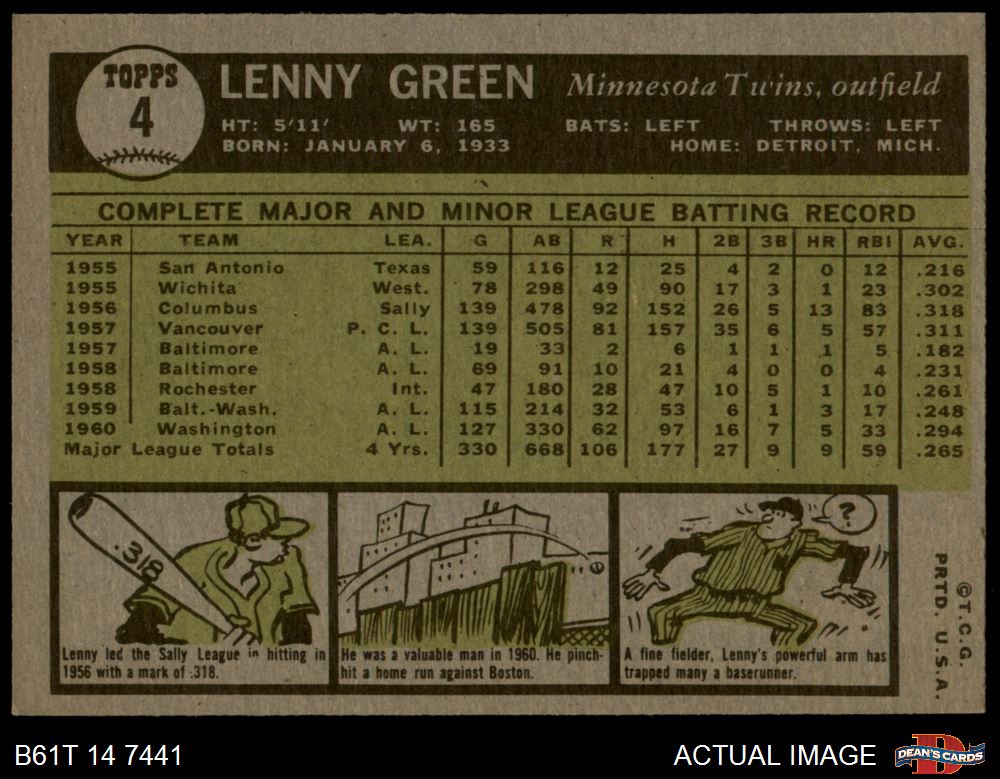 TOPPS
4
LENNY GREEN Minnesota Twins, outfield
HT: 5'11' WT: 165 BATS: LEFT THROWS: LEFT
BORN: JANUARY 6, 1933 HOME: DETROIT, MICH.
COMPLETE MAJOR AND MINOR LEAGUE BATTING RECORD
YEAR TEAM LEA. G AB R H 2B 3B HR RBI AVG.
1955 San Antonio Texas 59 116 12 25 4 2 0 12 .216
1955 Wichita West. 78 298 49 90 17 3 1 23 .302
1956 Columbus Sally 139 478 92 152 26 5 13 83 .318
1957 Vancouver P. C. L. 139 505 81 157 35 6 5 57 .311
1957 Baltimore A. L. 19 33 2 6 1 1 1 5 .182
1958 Baltimore A. L. 69 91 10 21 4 0 0 4 .231
1958 Rochester Int. 47 180 28 47 10 5 1 10 .261
1959 Balt.-Wash. A. L. 115 214 32 53 6 1 3 17 .248
1960 Washington A. L. 127 330 62 97 16 7 5 33 .294
Major League Totals 4 Yrs. 330 668 106 177 27 9 9 59 .265
.318
Lenny led the Sally League in hitting in
1956 with a mark of .318.
He was a valuable man in 1960. He pinch-
hit a home run against Boston.
?
A fine fielder, Lenny's powerful arm has
trapped many a baserunner.
©T.C.G.
PRTD. U.S.A.
B61T 14 7441
ACTUAL IMAGE
D
DEAN'S CARDS